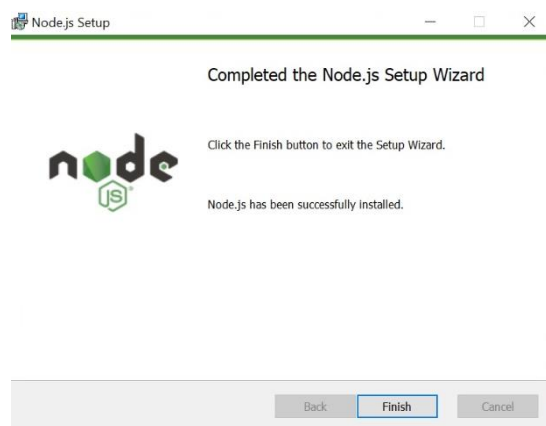 Node.js Setup
Completed the Node.js Setup Wizard
Click the Finish button to exit the Setup Wizard.
node
JS
Node.js has been successfully installed.
Back Finish Cancel